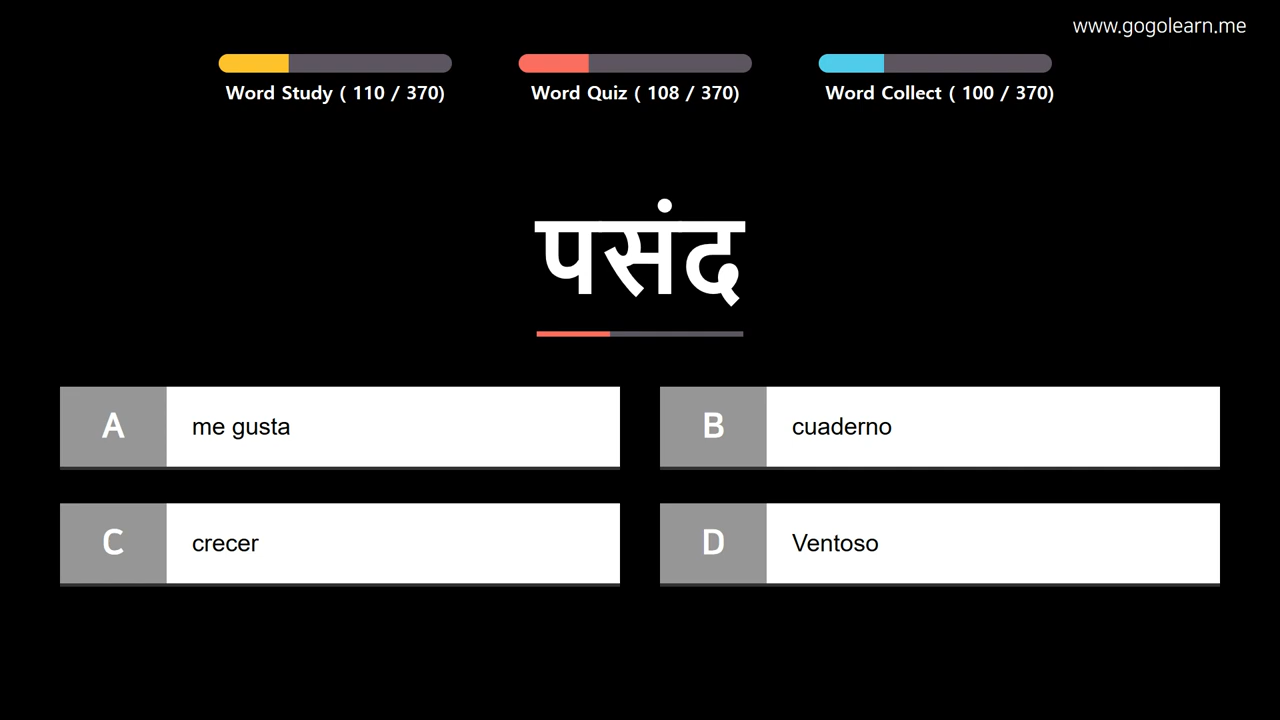 www.gogolearn.me
Word Study ( 110 / 370)
Word Quiz ( 108 / 370)
Word Collect ( 100 / 370)
पसंद
A me gusta
B cuaderno
C crecer
D Ventoso